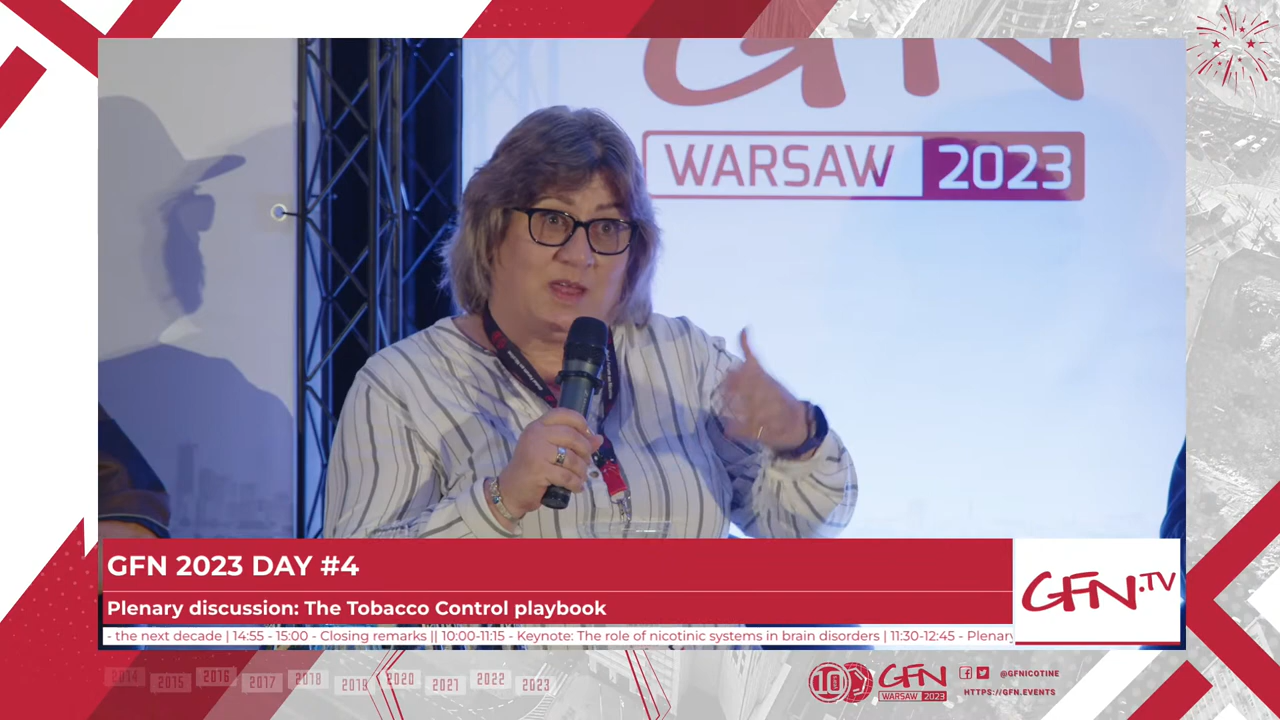 GFN
WARSAW 2023
GFN 2023 DAY #4
Plenary discussion: The Tobacco Control playbook
- the next decade | 14:55 - 15:00 - Closing remarks || 10:00-11:15 - Keynote: The role of nicotinic systems in brain disorders | 11:30-12:45 - Plenary
GFN.TV
2014 2015 2016 2017 2018 2019 2020 2021 2022 2023
10
GFN
WARSAW 2023
@GFNICOTINE
HTTPS://GFN.EVENTS